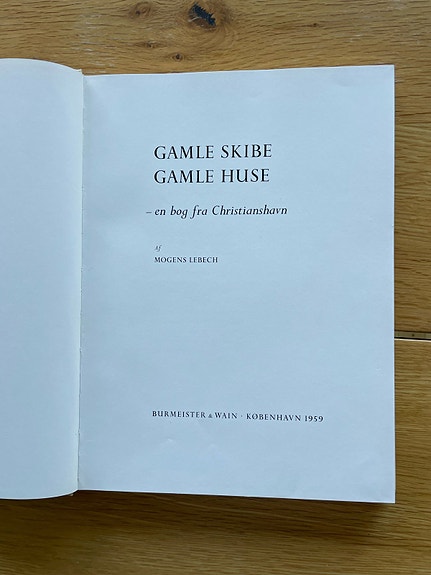 GAMLE SKIBE
GAMLE HUSE
– en bog fra Christianshavn
af
MOGENS LEBECH
BURMEISTER & WAIN · KØBENHAVN 1959